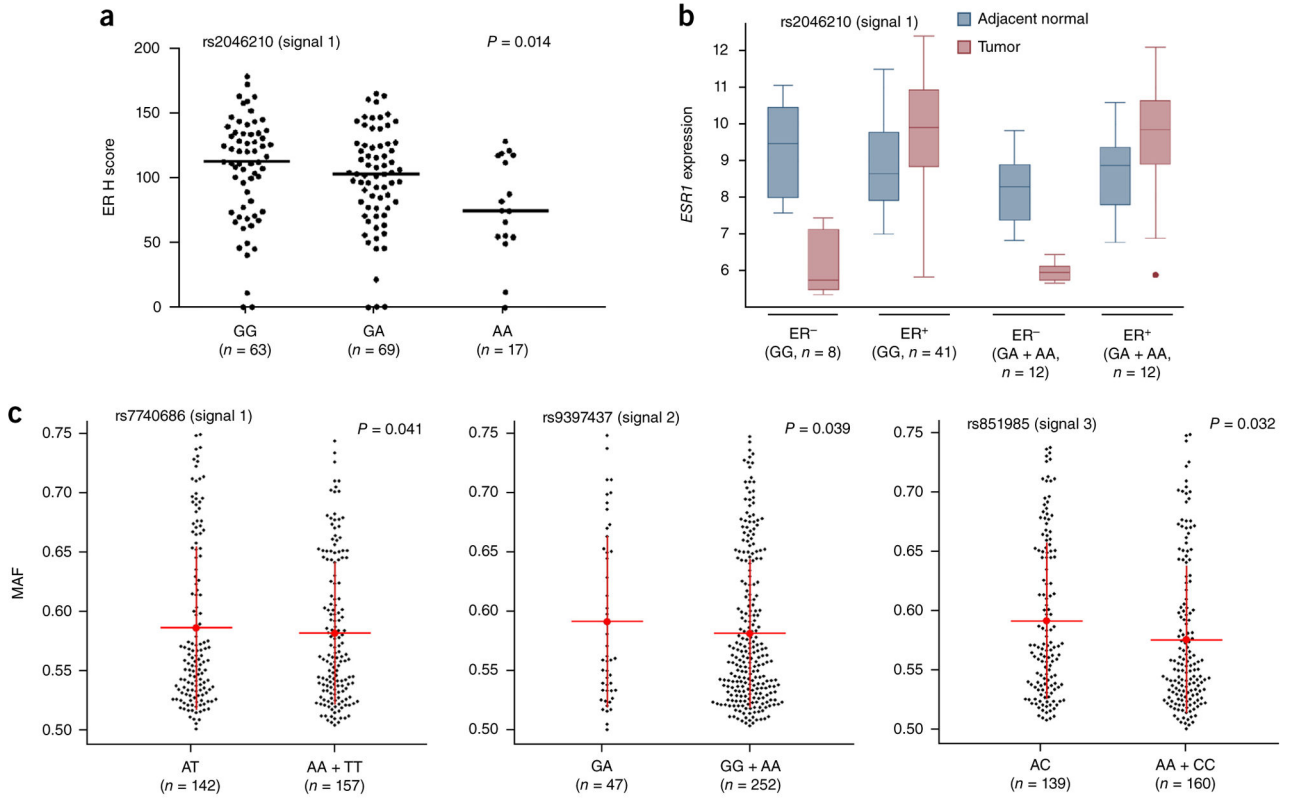 a
rs2046210 (signal 1)
P = 0.014
ER H score
200
150
100
50
0
GG
(n = 63)
GA
(n = 69)
AA
(n = 17)
b
rs2046210 (signal 1)
Adjacent normal
Tumor
ESR1 expression
12
11
10
9
8
7
6
ER–
(GG, n = 8)
ER+
(GG, n = 41)
ER–
(GA + AA,
n = 12)
ER+
(GA + AA,
n = 12)
c
rs7740686 (signal 1)
P = 0.041
MAF
0.75
0.70
0.65
0.60
0.55
0.50
AT
(n = 142)
AA + TT
(n = 157)
rs9397437 (signal 2)
P = 0.039
0.75
0.70
0.65
0.60
0.55
0.50
GA
(n = 47)
GG + AA
(n = 252)
rs851985 (signal 3)
P = 0.032
0.75
0.70
0.65
0.60
0.55
0.50
AC
(n = 139)
AA + CC
(n = 160)